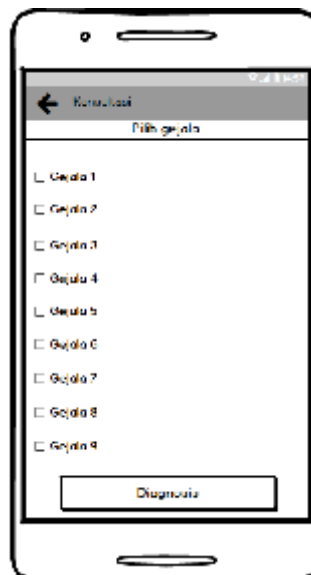 Konsultasi
Pilih gejala
Gejala 1
Gejala 2
Gejala 3
Gejala 4
Gejala 5
Gejala 6
Gejala 7
Gejala 8
Gejala 9
Diagnosis